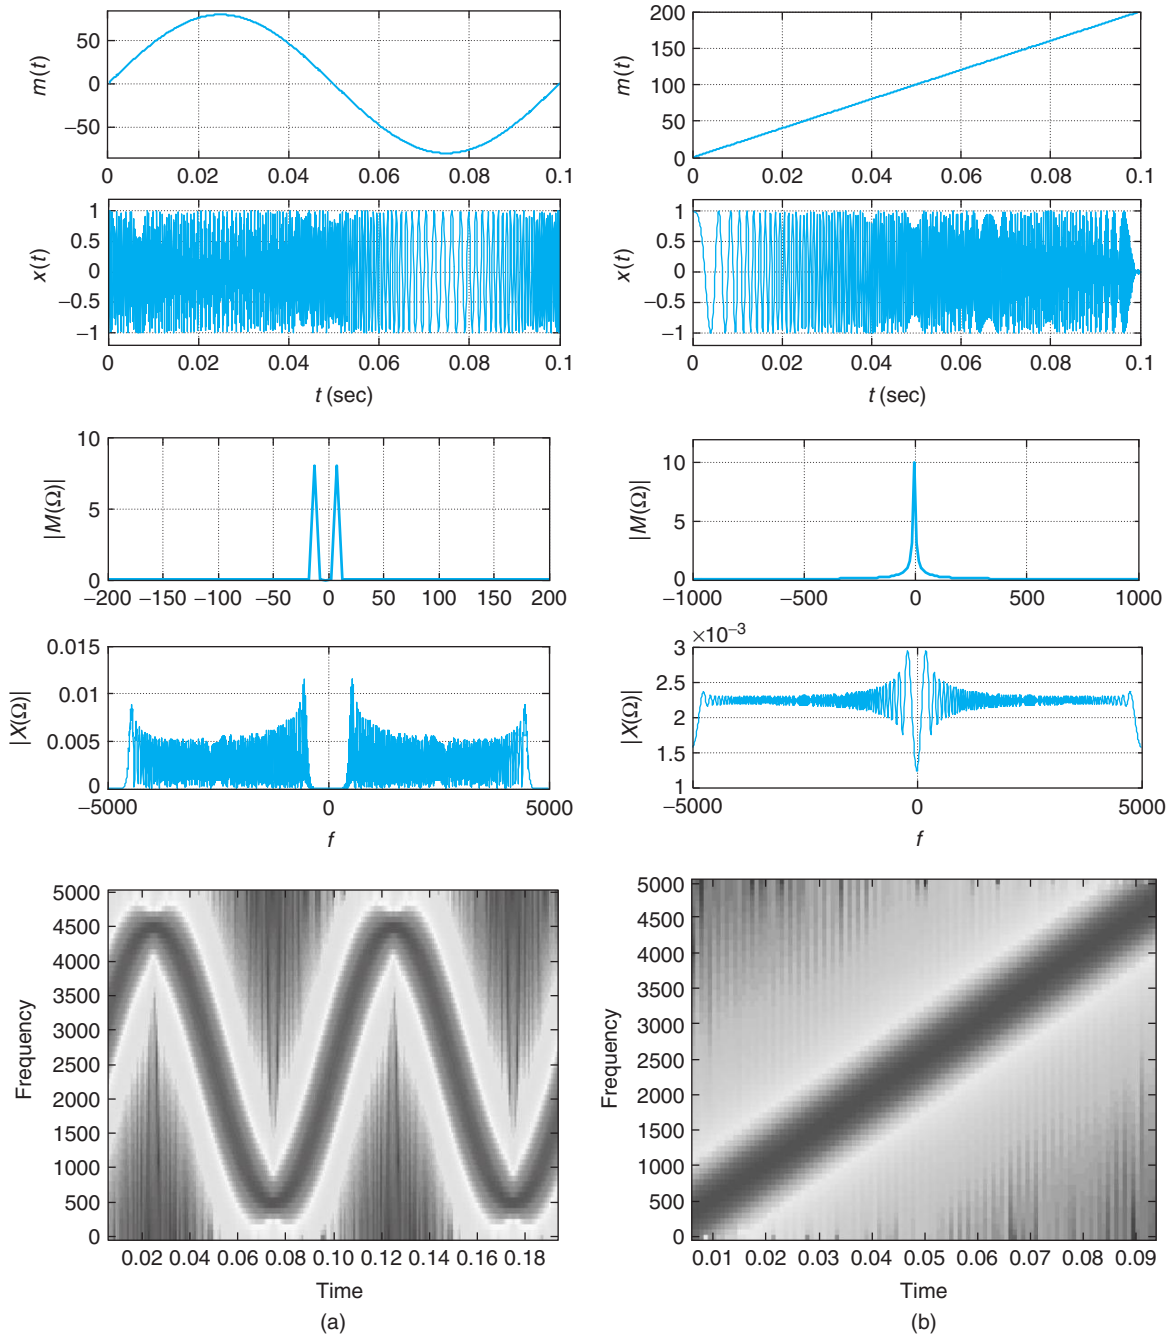 50
0
−50
m(t)
0 0.02 0.04 0.06 0.08 0.1
1
0.5
0
−0.5
−1
x(t)
0 0.02 0.04 0.06 0.08 0.1
t (sec)
10
5
0
|M(Ω)|
−200 −150 −100 −50 0 50 100 150 200
0.015
0.01
0.005
0
|X(Ω)|
−5000 0 5000
f
5000
4500
4000
3500
3000
2500
2000
1500
1000
500
0
Frequency
0.02 0.04 0.06 0.08 0.10 0.12 0.14 0.16 0.18
Time
(a)
200
150
100
50
0
m(t)
0 0.02 0.04 0.06 0.08 0.1
1
0.5
0
−0.5
−1
x(t)
0 0.02 0.04 0.06 0.08 0.1
t (sec)
10
5
0
|M(Ω)|
−1000 −500 0 500 1000
×10−3
3
2.5
2
1.5
1
|X(Ω)|
−5000 0 5000
f
5000
4500
4000
3500
3000
2500
2000
1500
1000
500
0
Frequency
0.01 0.02 0.03 0.04 0.05 0.06 0.07 0.08 0.09
Time
(b)